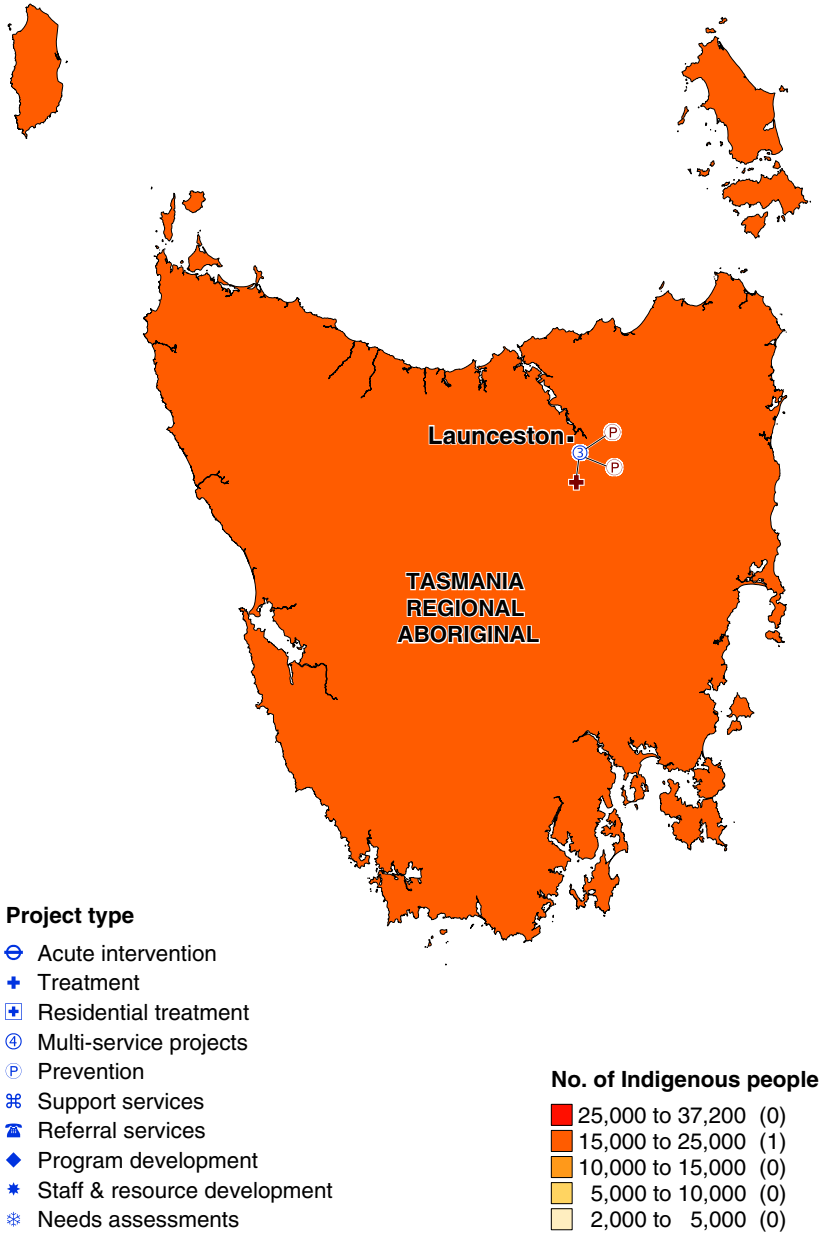 P
Launceston
3
P
TASMANIA
REGIONAL
ABORIGINAL
Project type
Acute intervention
Treatment
Residential treatment
4 Multi-service projects
P Prevention
Support services
Referral services
Program development
Staff & resource development
Needs assessments
No. of Indigenous people
25,000 to 37,200 (0)
15,000 to 25,000 (1)
10,000 to 15,000 (0)
5,000 to 10,000 (0)
2,000 to 5,000 (0)